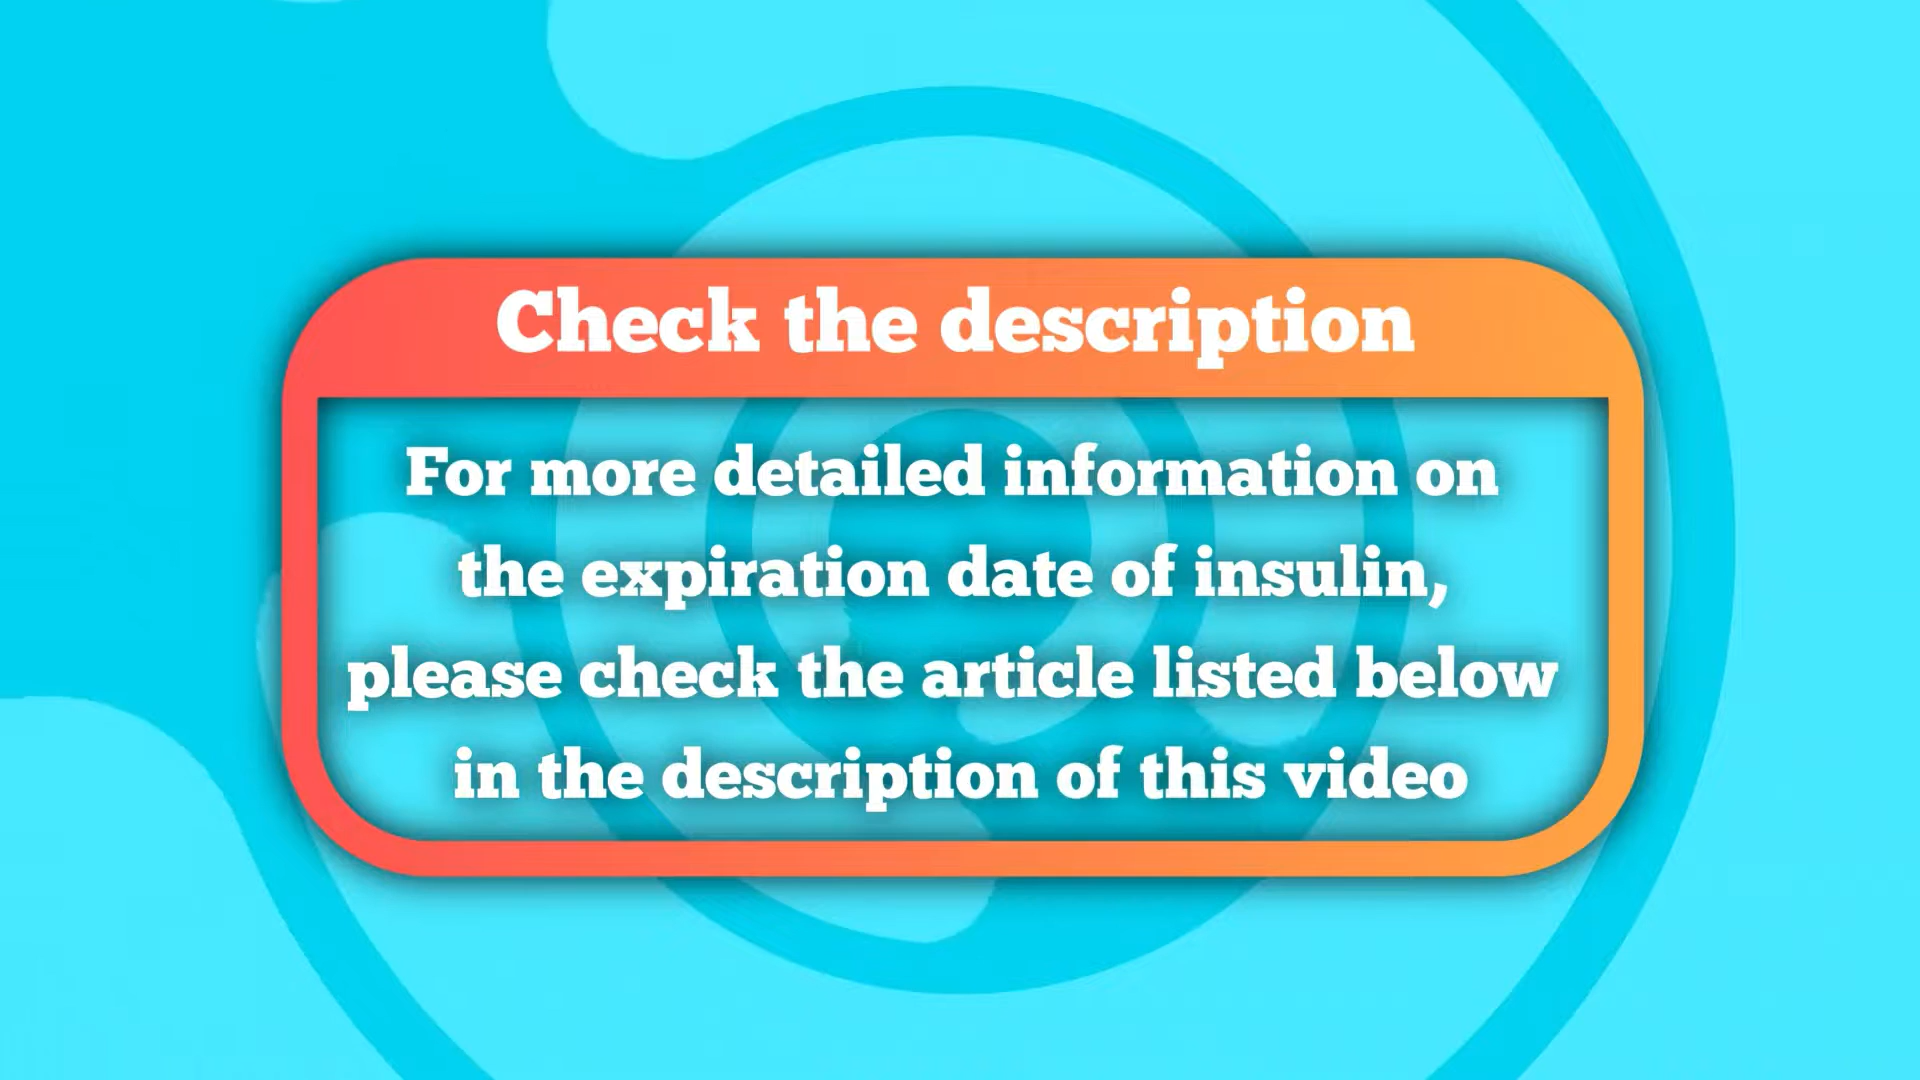 Check the description
For more detailed information on
the expiration date of insulin,
please check the article listed below
in the description of this video